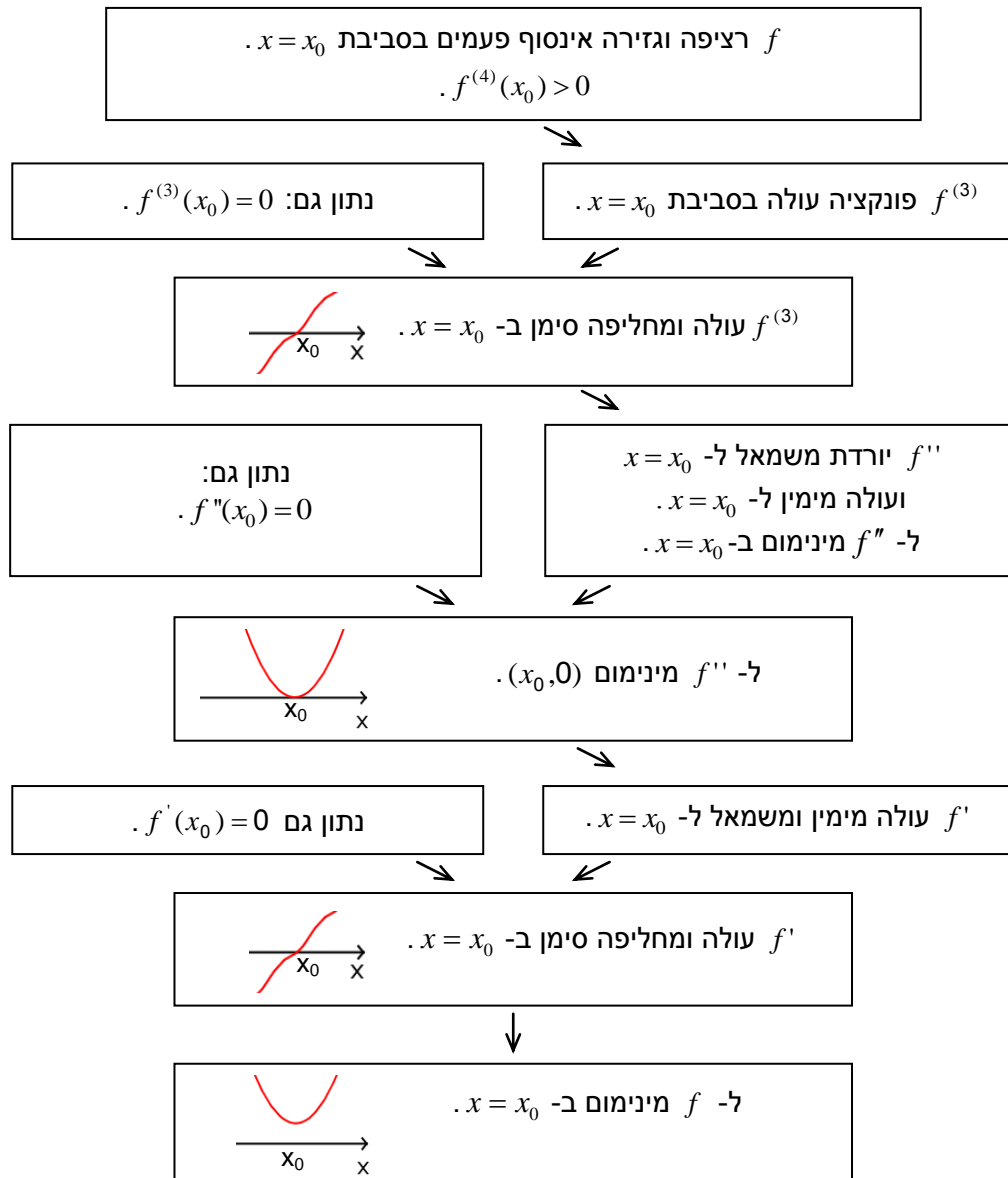 f רציפה וגזירה אינסוף פעמים בסביבת x = x₀ .
. f⁽⁴⁾(x₀) > 0
f⁽³⁾ פונקציה עולה בסביבת x = x₀ .
נתון גם: f⁽³⁾(x₀) = 0 .
f⁽³⁾ עולה ומחליפה סימן ב- x = x₀ .
x₀ x
f'' יורדת משמאל ל- x = x₀
ועולה מימין ל- x = x₀ .
ל- f″ מינימום ב- x = x₀ .
נתון גם:
. f"(x₀) = 0
ל- f'' מינימום (x₀,0) .
x₀
x
f' עולה מימין ומשמאל ל- x = x₀ .
נתון גם f'(x₀) = 0 .
f' עולה ומחליפה סימן ב- x = x₀ .
x₀ x
ל- f מינימום ב- x = x₀ .
x₀ x